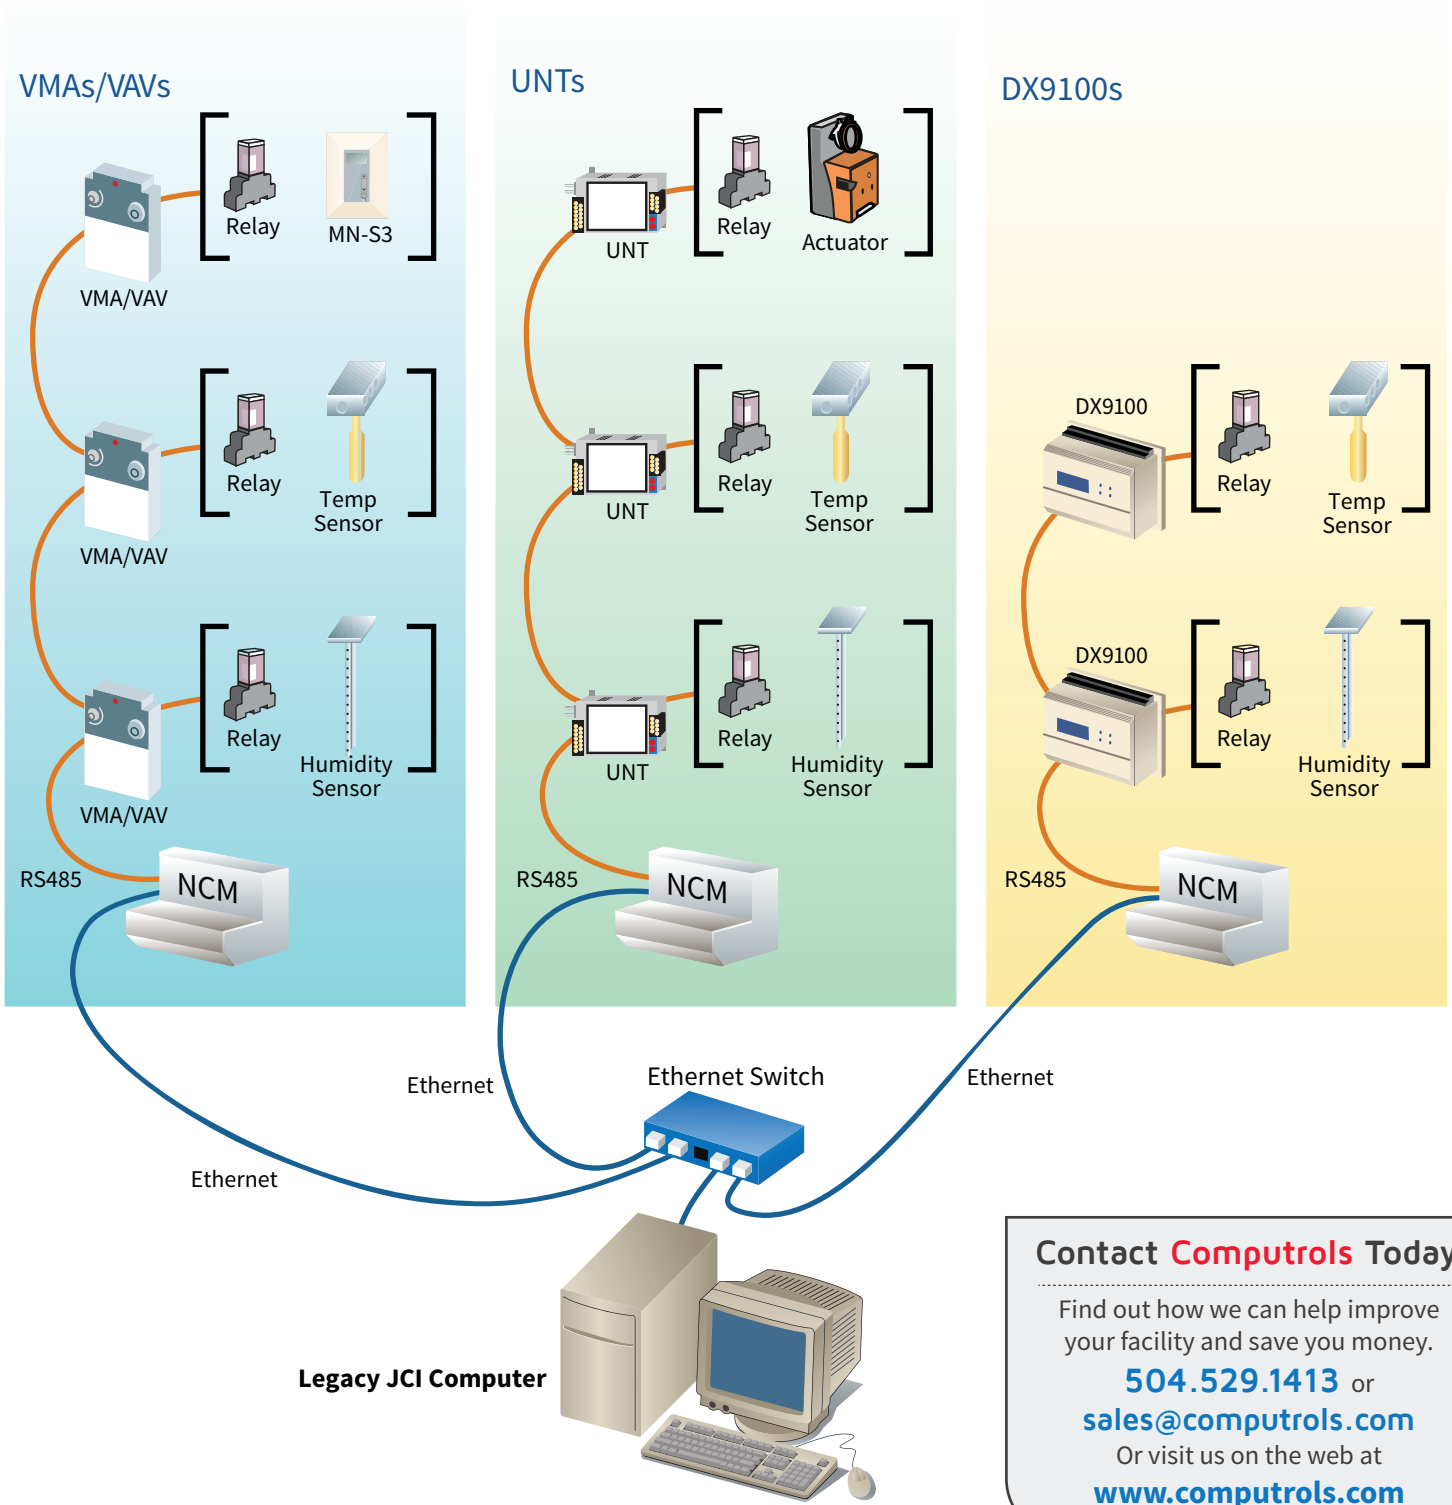 VMAs/VAVs
Relay
MN-S3
VMA/VAV
Relay
Temp
Sensor
VMA/VAV
Relay
Humidity
Sensor
VMA/VAV
RS485
NCM
UNTs
Relay
Actuator
UNT
Relay
Temp
Sensor
UNT
Relay
Humidity
Sensor
UNT
RS485
NCM
DX9100s
DX9100
Relay
Temp
Sensor
DX9100
Relay
Humidity
Sensor
RS485
NCM
Ethernet
Ethernet Switch
Ethernet
Ethernet
Legacy JCI Computer
Contact Computrols Today
Find out how we can help improve
your facility and save you money.
504.529.1413 or
sales@computrols.com
Or visit us on the web at
www.computrols.com